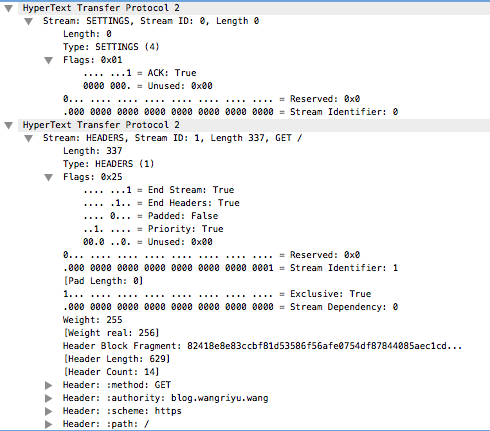 HyperText Transfer Protocol 2
Stream: SETTINGS, Stream ID: 0, Length 0
Length: 0
Type: SETTINGS (4)
Flags: 0x01
.... ...1 = ACK: True
0000 000. = Unused: 0x00
0... .... .... .... .... .... .... .... = Reserved: 0x0
.000 0000 0000 0000 0000 0000 0000 0000 = Stream Identifier: 0
HyperText Transfer Protocol 2
Stream: HEADERS, Stream ID: 1, Length 337, GET /
Length: 337
Type: HEADERS (1)
Flags: 0x25
.... ...1 = End Stream: True
.... .1.. = End Headers: True
.... 0... = Padded: False
..1. .... = Priority: True
00.0 ..0. = Unused: 0x00
0... .... .... .... .... .... .... .... = Reserved: 0x0
.000 0000 0000 0000 0000 0000 0000 0001 = Stream Identifier: 1
[Pad Length: 0]
1... .... .... .... .... .... .... .... = Exclusive: True
.000 0000 0000 0000 0000 0000 0000 0000 = Stream Dependency: 0
Weight: 255
[Weight real: 256]
Header Block Fragment: 82418e8e83ccbf81d53586f56afe0754df87844085aec1cd...
[Header Length: 629]
[Header Count: 14]
Header: :method: GET
Header: :authority: blog.wangriyu.wang
Header: :scheme: https
Header: :path: /